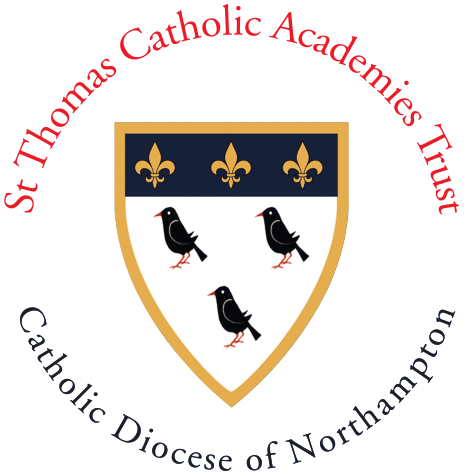 St Thomas Catholic Academies Trust
Catholic Diocese of Northampton